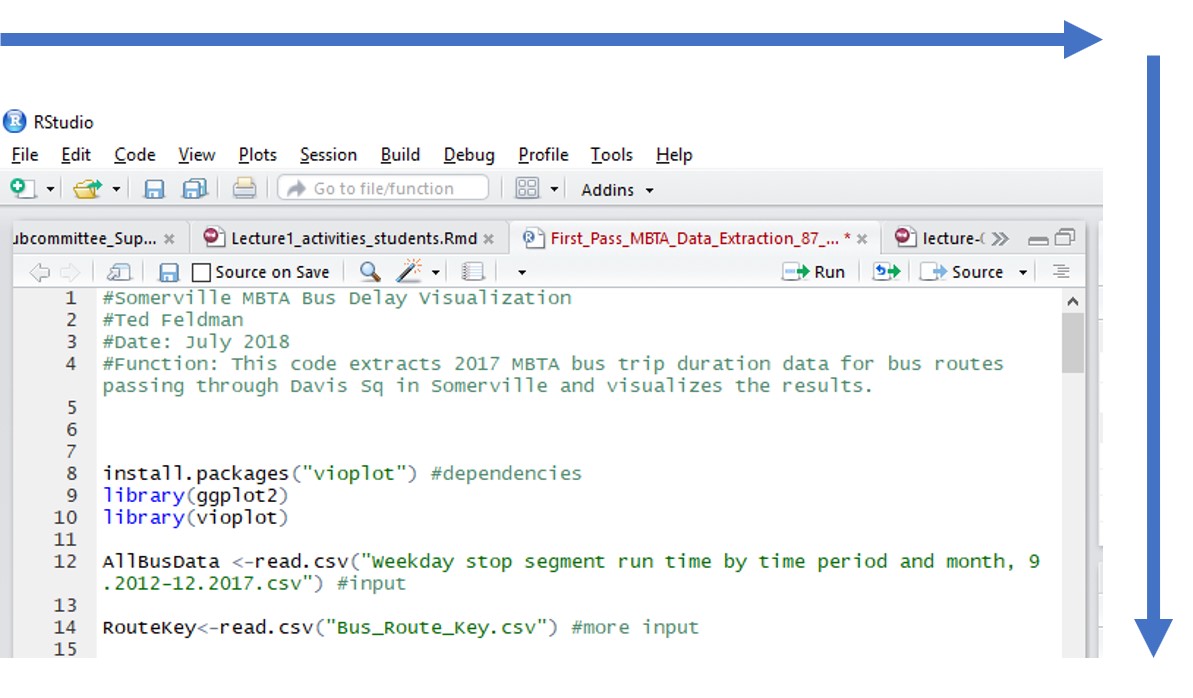 RStudio
File Edit Code View Plots Session Build Debug Profile Tools Help
Go to file/function Addins
ubcommittee_Sup... Lecture1_activities_students.Rmd First_Pass_MBTA_Data_Extraction_87_... * lecture-
Source on Save Run Source
1 #Somerville MBTA Bus Delay Visualization
2 #Ted Feldman
3 #Date: July 2018
4 #Function: This code extracts 2017 MBTA bus trip duration data for bus routes
passing through Davis Sq in Somerville and visualizes the results.
5
6
7
8 install.packages("vioplot") #dependencies
9 library(ggplot2)
10 library(vioplot)
11
12 AllBusData <-read.csv("Weekday stop segment run time by time period and month, 9
.2012-12.2017.csv") #input
13
14 RouteKey<-read.csv("Bus_Route_Key.csv") #more input
15